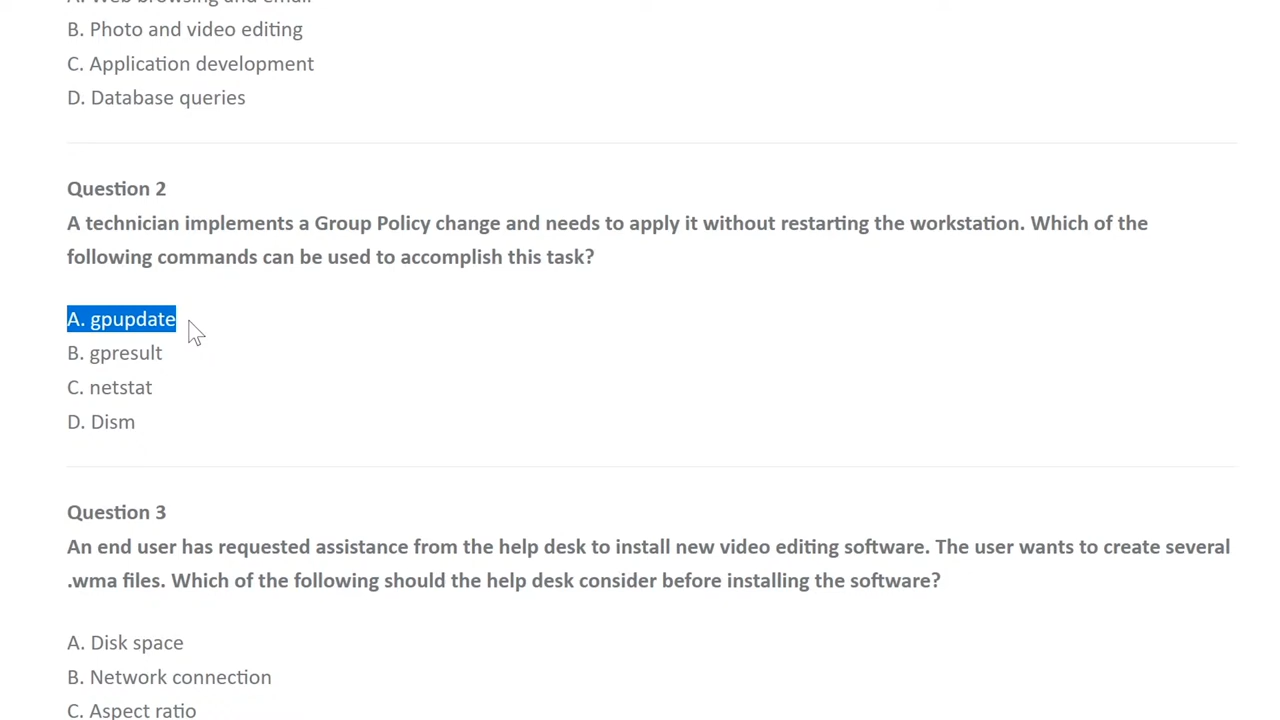 A. Web browsing and email
B. Photo and video editing
C. Application development
D. Database queries
Question 2
A technician implements a Group Policy change and needs to apply it without restarting the workstation. Which of the
following commands can be used to accomplish this task?
A. gpupdate
B. gpresult
C. netstat
D. Dism
Question 3
An end user has requested assistance from the help desk to install new video editing software. The user wants to create several
.wma files. Which of the following should the help desk consider before installing the software?
A. Disk space
B. Network connection
C. Aspect ratio